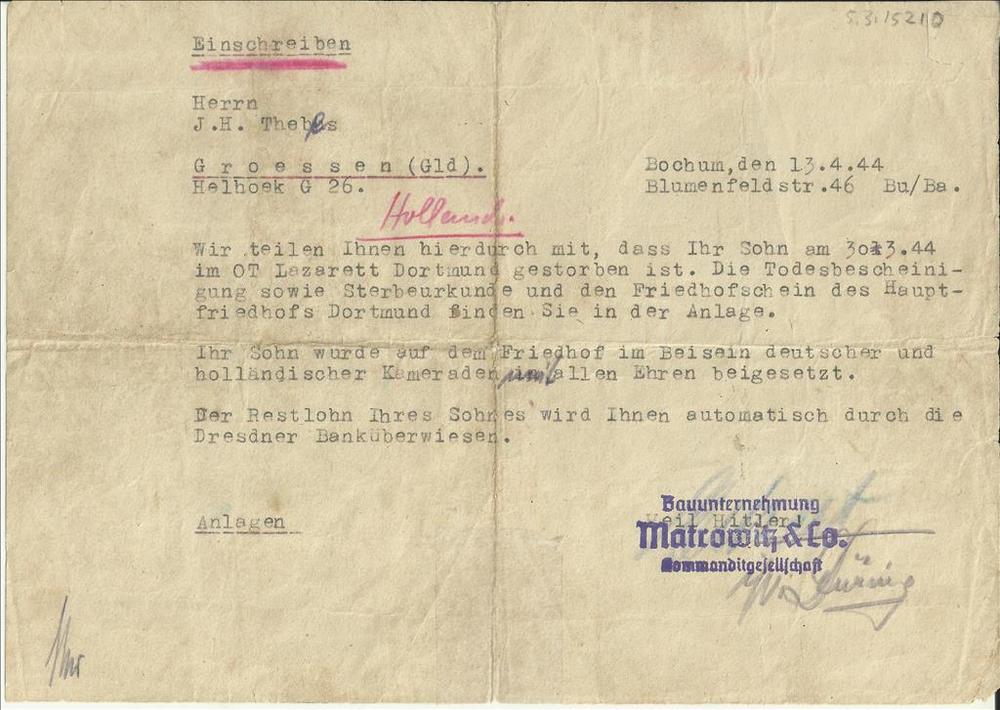 5.3.1521D
Einschreiben
Herrn
J.H. Thebes
Groessen (Gld).
Helhoek G 26.
Holland.
Bochum, den 13.4.44
Blumenfeldstr.46 Bu/Ba.
Wir teilen Ihnen hierdurch mit, dass Ihr Sohn am 30.3.44
im OT Lazarett Dortmund gestorben ist. Die Todesbescheini-
gung sowie Sterbeurkunde und den Friedhofschein des Haupt-
friedhofs Dortmund finden Sie in der Anlage.
Ihr Sohn wurde auf dem Friedhof im Beisein deutscher und
holländischer Kameraden mit allen Ehren beigesetzt.
Der Restlohn Ihres Sohnes wird Ihnen automatisch durch die
Dresdner Banküberwiesen.
Anlagen
Heil Hitler!
Bauunternehmung
Matrowitz & Co.
Commanditgesellschaft